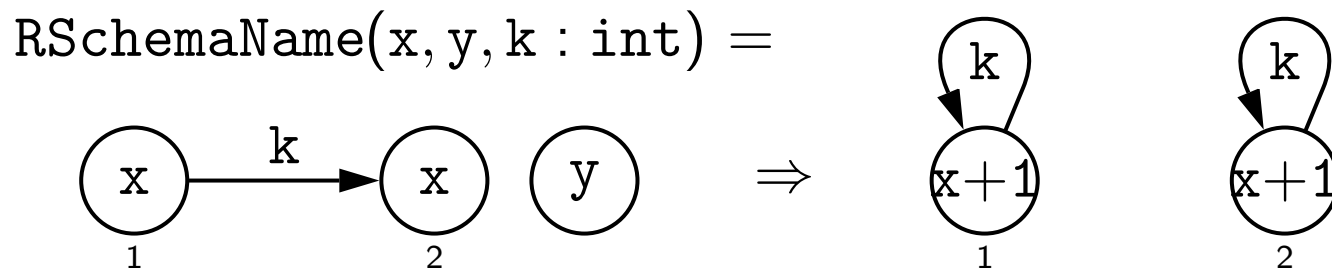 RSchemaName(x, y, k : int) =
k k
k
x x y ⇒ x+1 x+1
1 2 1 2